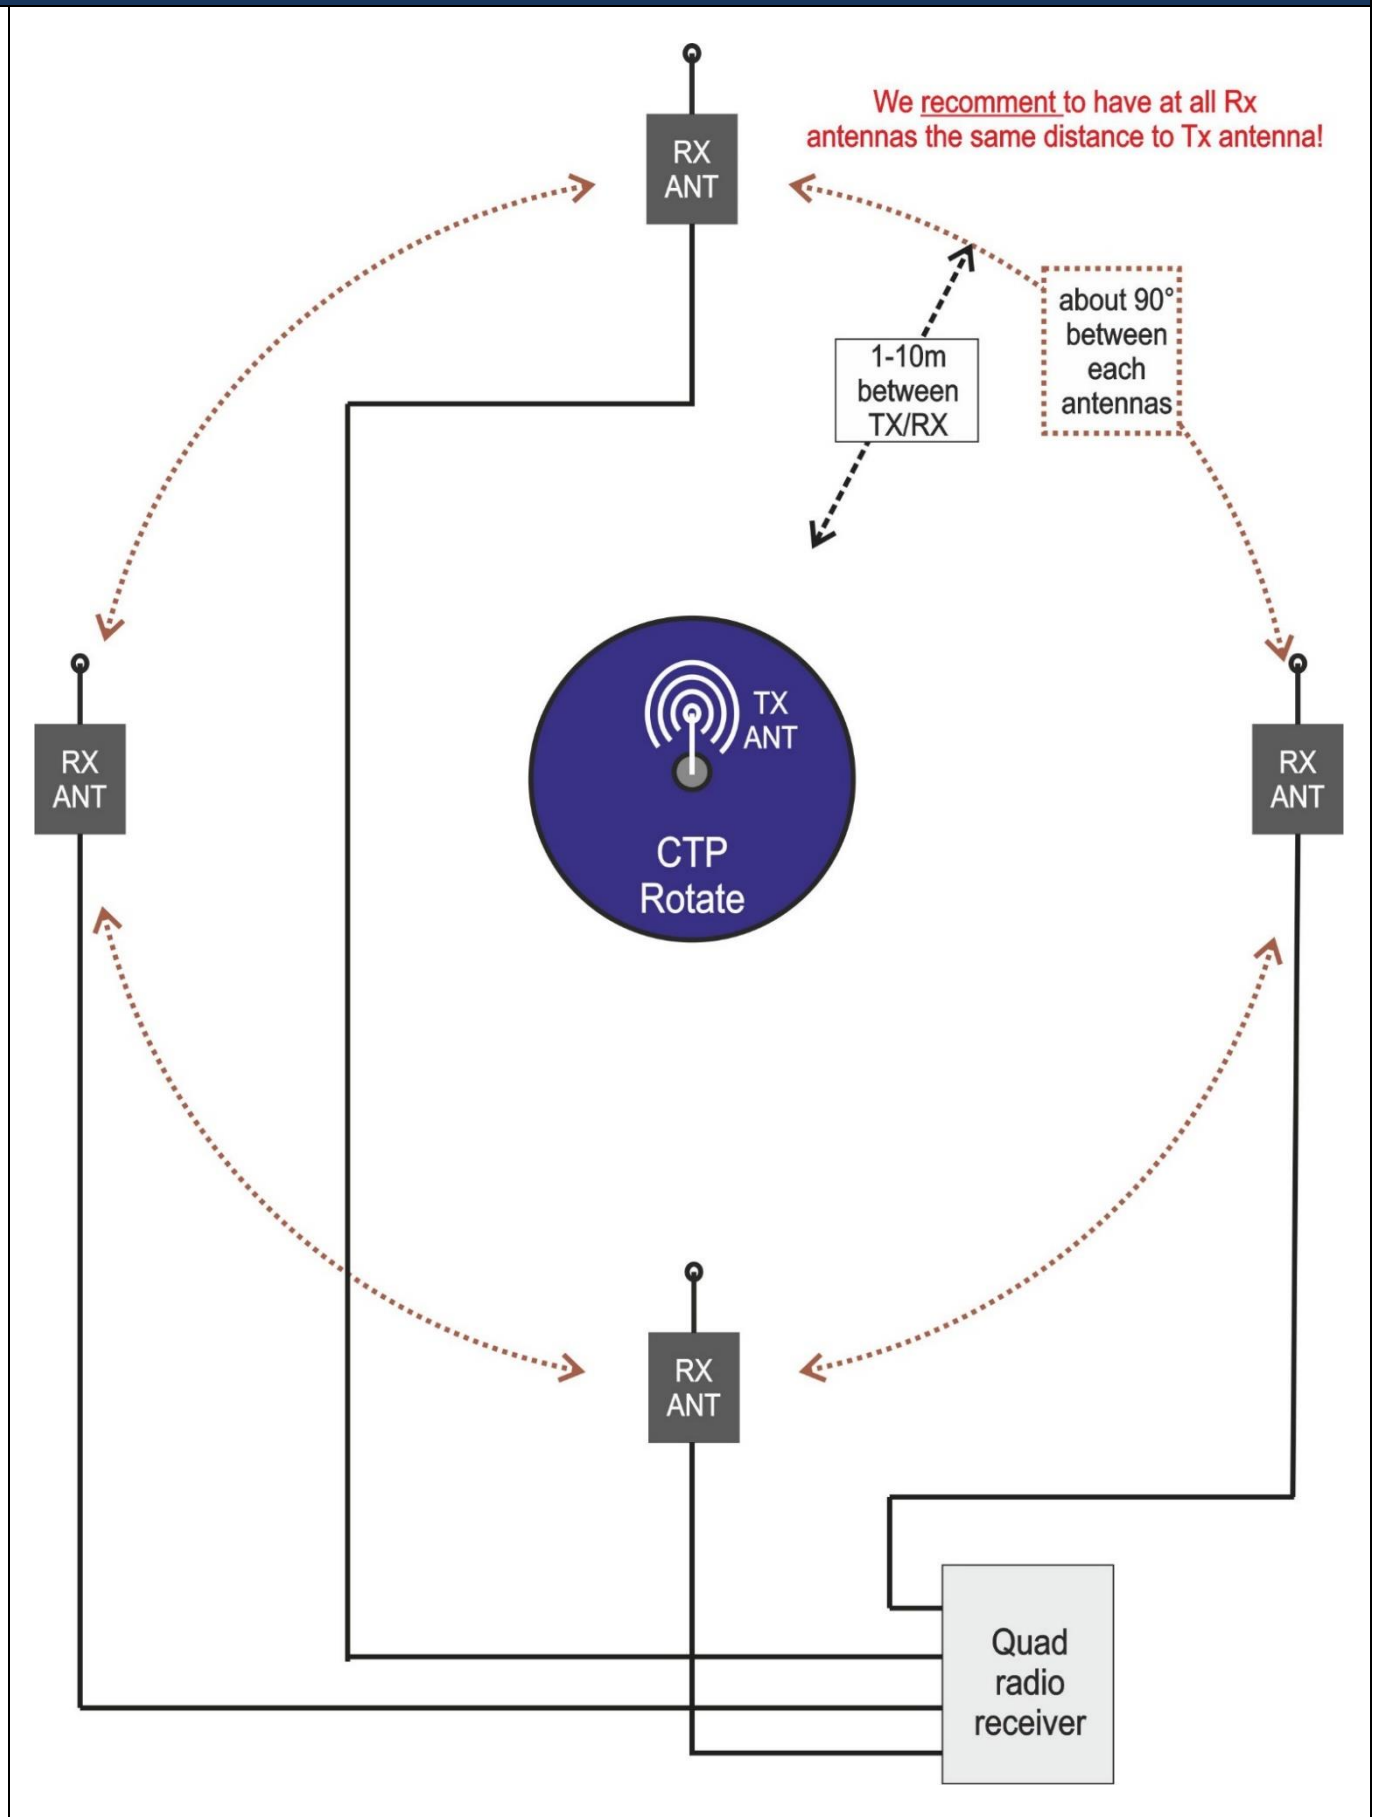 We recomment to have at all Rx
antennas the same distance to Tx antenna!
RX
ANT
about 90°
between
each
antennas
1-10m
between
TX/RX
TX
ANT
CTP
Rotate
RX
ANT
RX
ANT
RX
ANT
Quad
radio
receiver